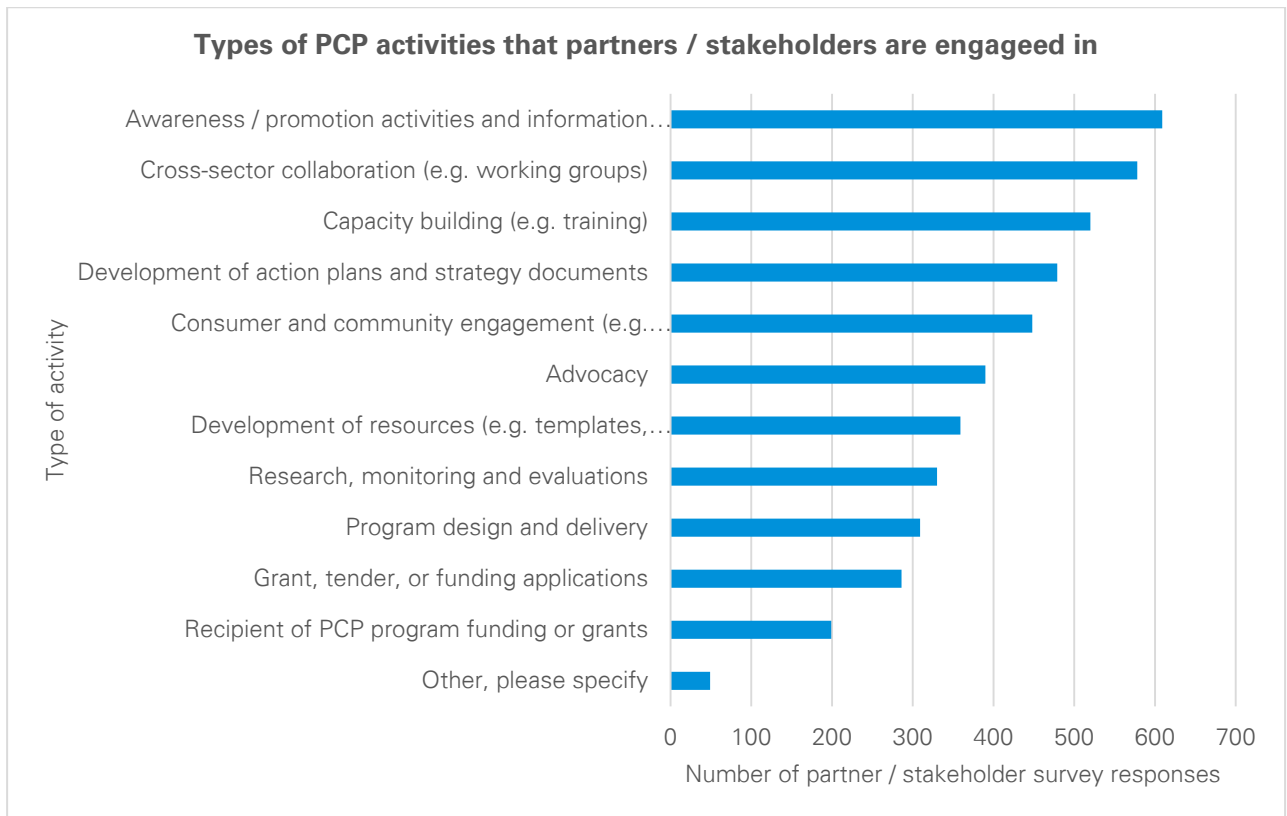 Types of PCP activities that partners / stakeholders are engageed in
Awareness / promotion activities and information…
Cross-sector collaboration (e.g. working groups)
Capacity building (e.g. training)
Development of action plans and strategy documents
Consumer and community engagement (e.g.…
Advocacy
Development of resources (e.g. templates,…
Research, monitoring and evaluations
Program design and delivery
Grant, tender, or funding applications
Recipient of PCP program funding or grants
Other, please specify
Type of activity
0 100 200 300 400 500 600 700
Number of partner / stakeholder survey responses